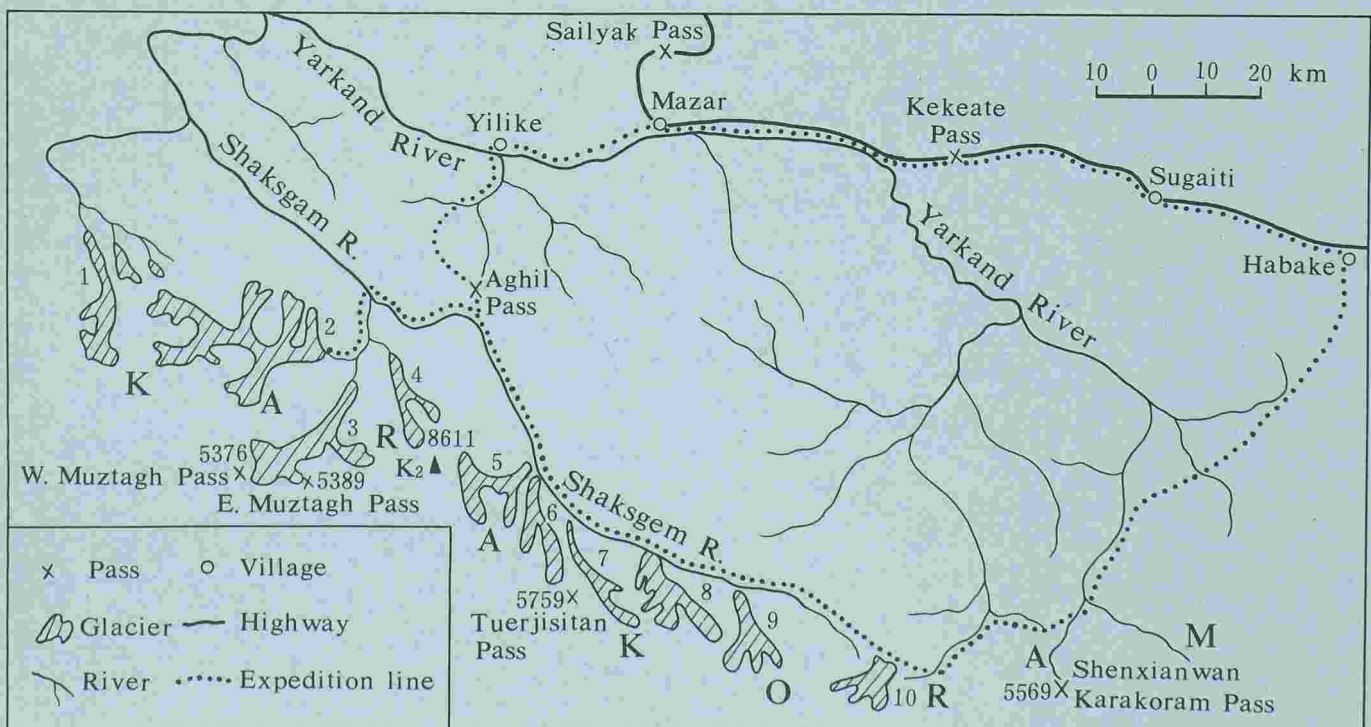 Sailyak Pass
Yarkand River
Mazar
Kekeate
Pass
10 0 10 20 km
Yilike
Shaksgam R.
Sugaiti
Yarkand River
Habake
Aghil
Pass
1
2
K
A
4
3
R
8611
K₂
5376
W. Muztagh Pass
5389
E. Muztagh Pass
5
Shaksgem R.
6
A
7
8
5759
Tuerjisitan
Pass
K
9
O
10
R
A
M
Shenxianwan
5569
Karakoram Pass
Pass
Village
Glacier
Highway
River
Expedition line